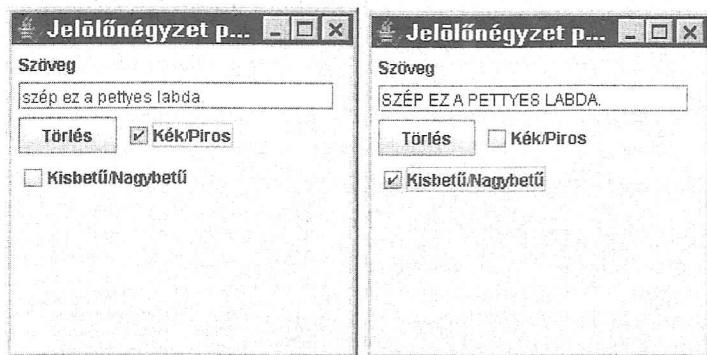 Jelölőnégyzet p...
Szöveg
szép ez a pettyes labda
Törlés
Kék/Piros
Kisbetű/Nagybetű
Jelölőnégyzet p...
Szöveg
SZÉP EZ A PETTYES LABDA.
Törlés
Kék/Piros
Kisbetű/Nagybetű